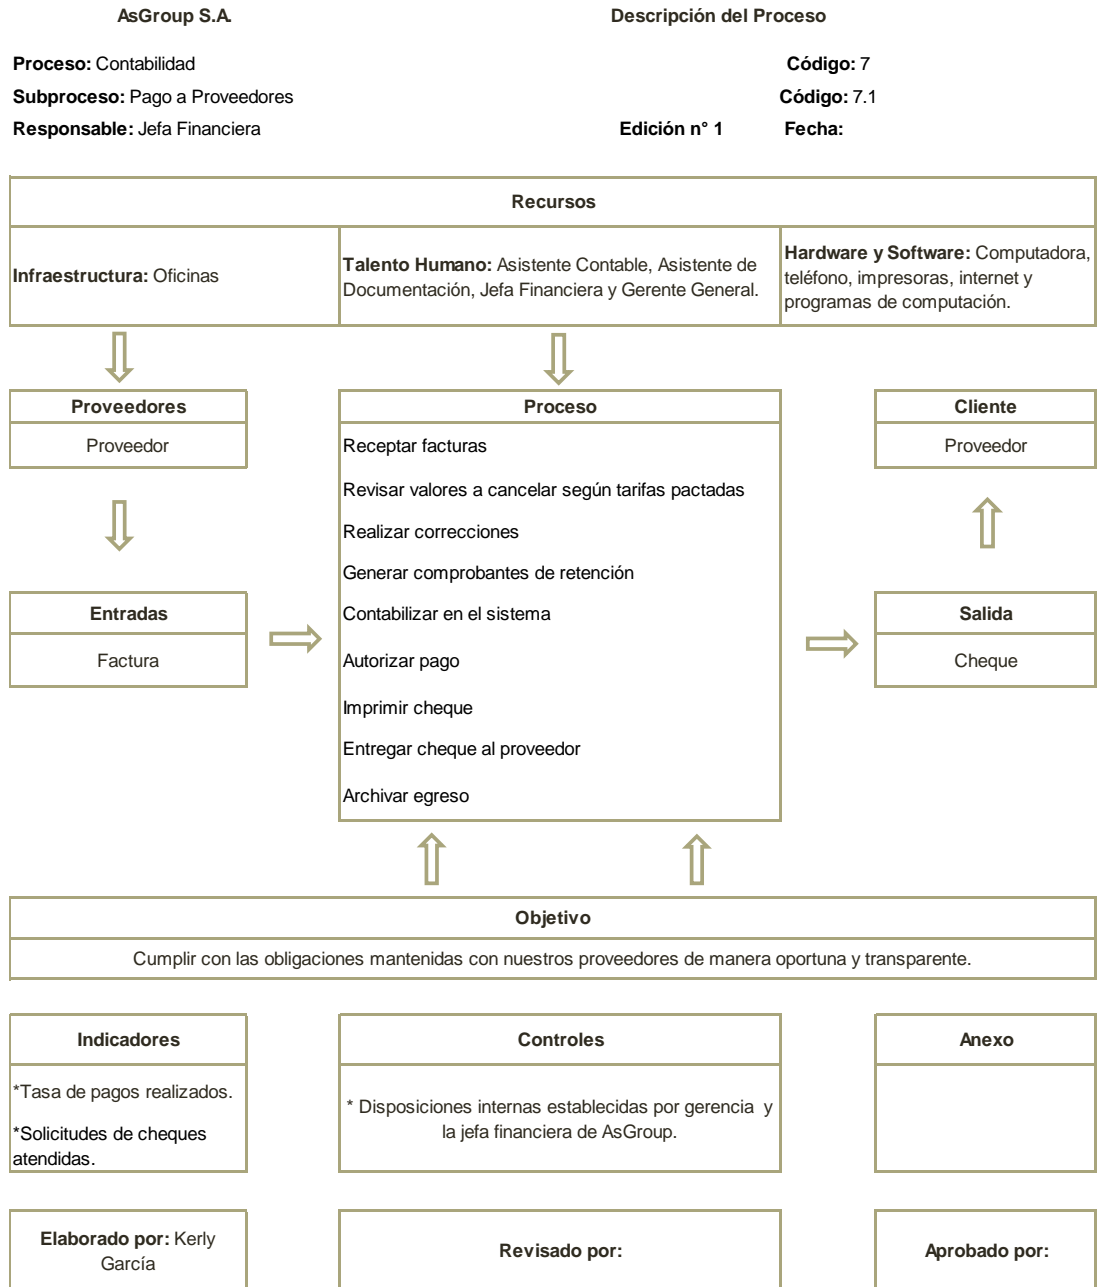 AsGroup S.A.
Descripción del Proceso
Proceso: Contabilidad
Código: 7
Subproceso: Pago a Proveedores
Código: 7.1
Responsable: Jefa Financiera
Edición n° 1
Fecha:
Recursos
Infraestructura: Oficinas
Talento Humano: Asistente Contable, Asistente de
Documentación, Jefa Financiera y Gerente General.
Hardware y Software: Computadora,
teléfono, impresoras, internet y
programas de computación.
Proveedores
Proveedor
Entradas
Factura
Proceso
Receptar facturas
Revisar valores a cancelar según tarifas pactadas
Realizar correcciones
Generar comprobantes de retención
Contabilizar en el sistema
Autorizar pago
Imprimir cheque
Entregar cheque al proveedor
Archivar egreso
Cliente
Proveedor
Salida
Cheque
Objetivo
Cumplir con las obligaciones mantenidas con nuestros proveedores de manera oportuna y transparente.
Indicadores
*Tasa de pagos realizados.
*Solicitudes de cheques
atendidas.
Controles
* Disposiciones internas establecidas por gerencia y
la jefa financiera de AsGroup.
Anexo
Elaborado por: Kerly
García
Revisado por:
Aprobado por: